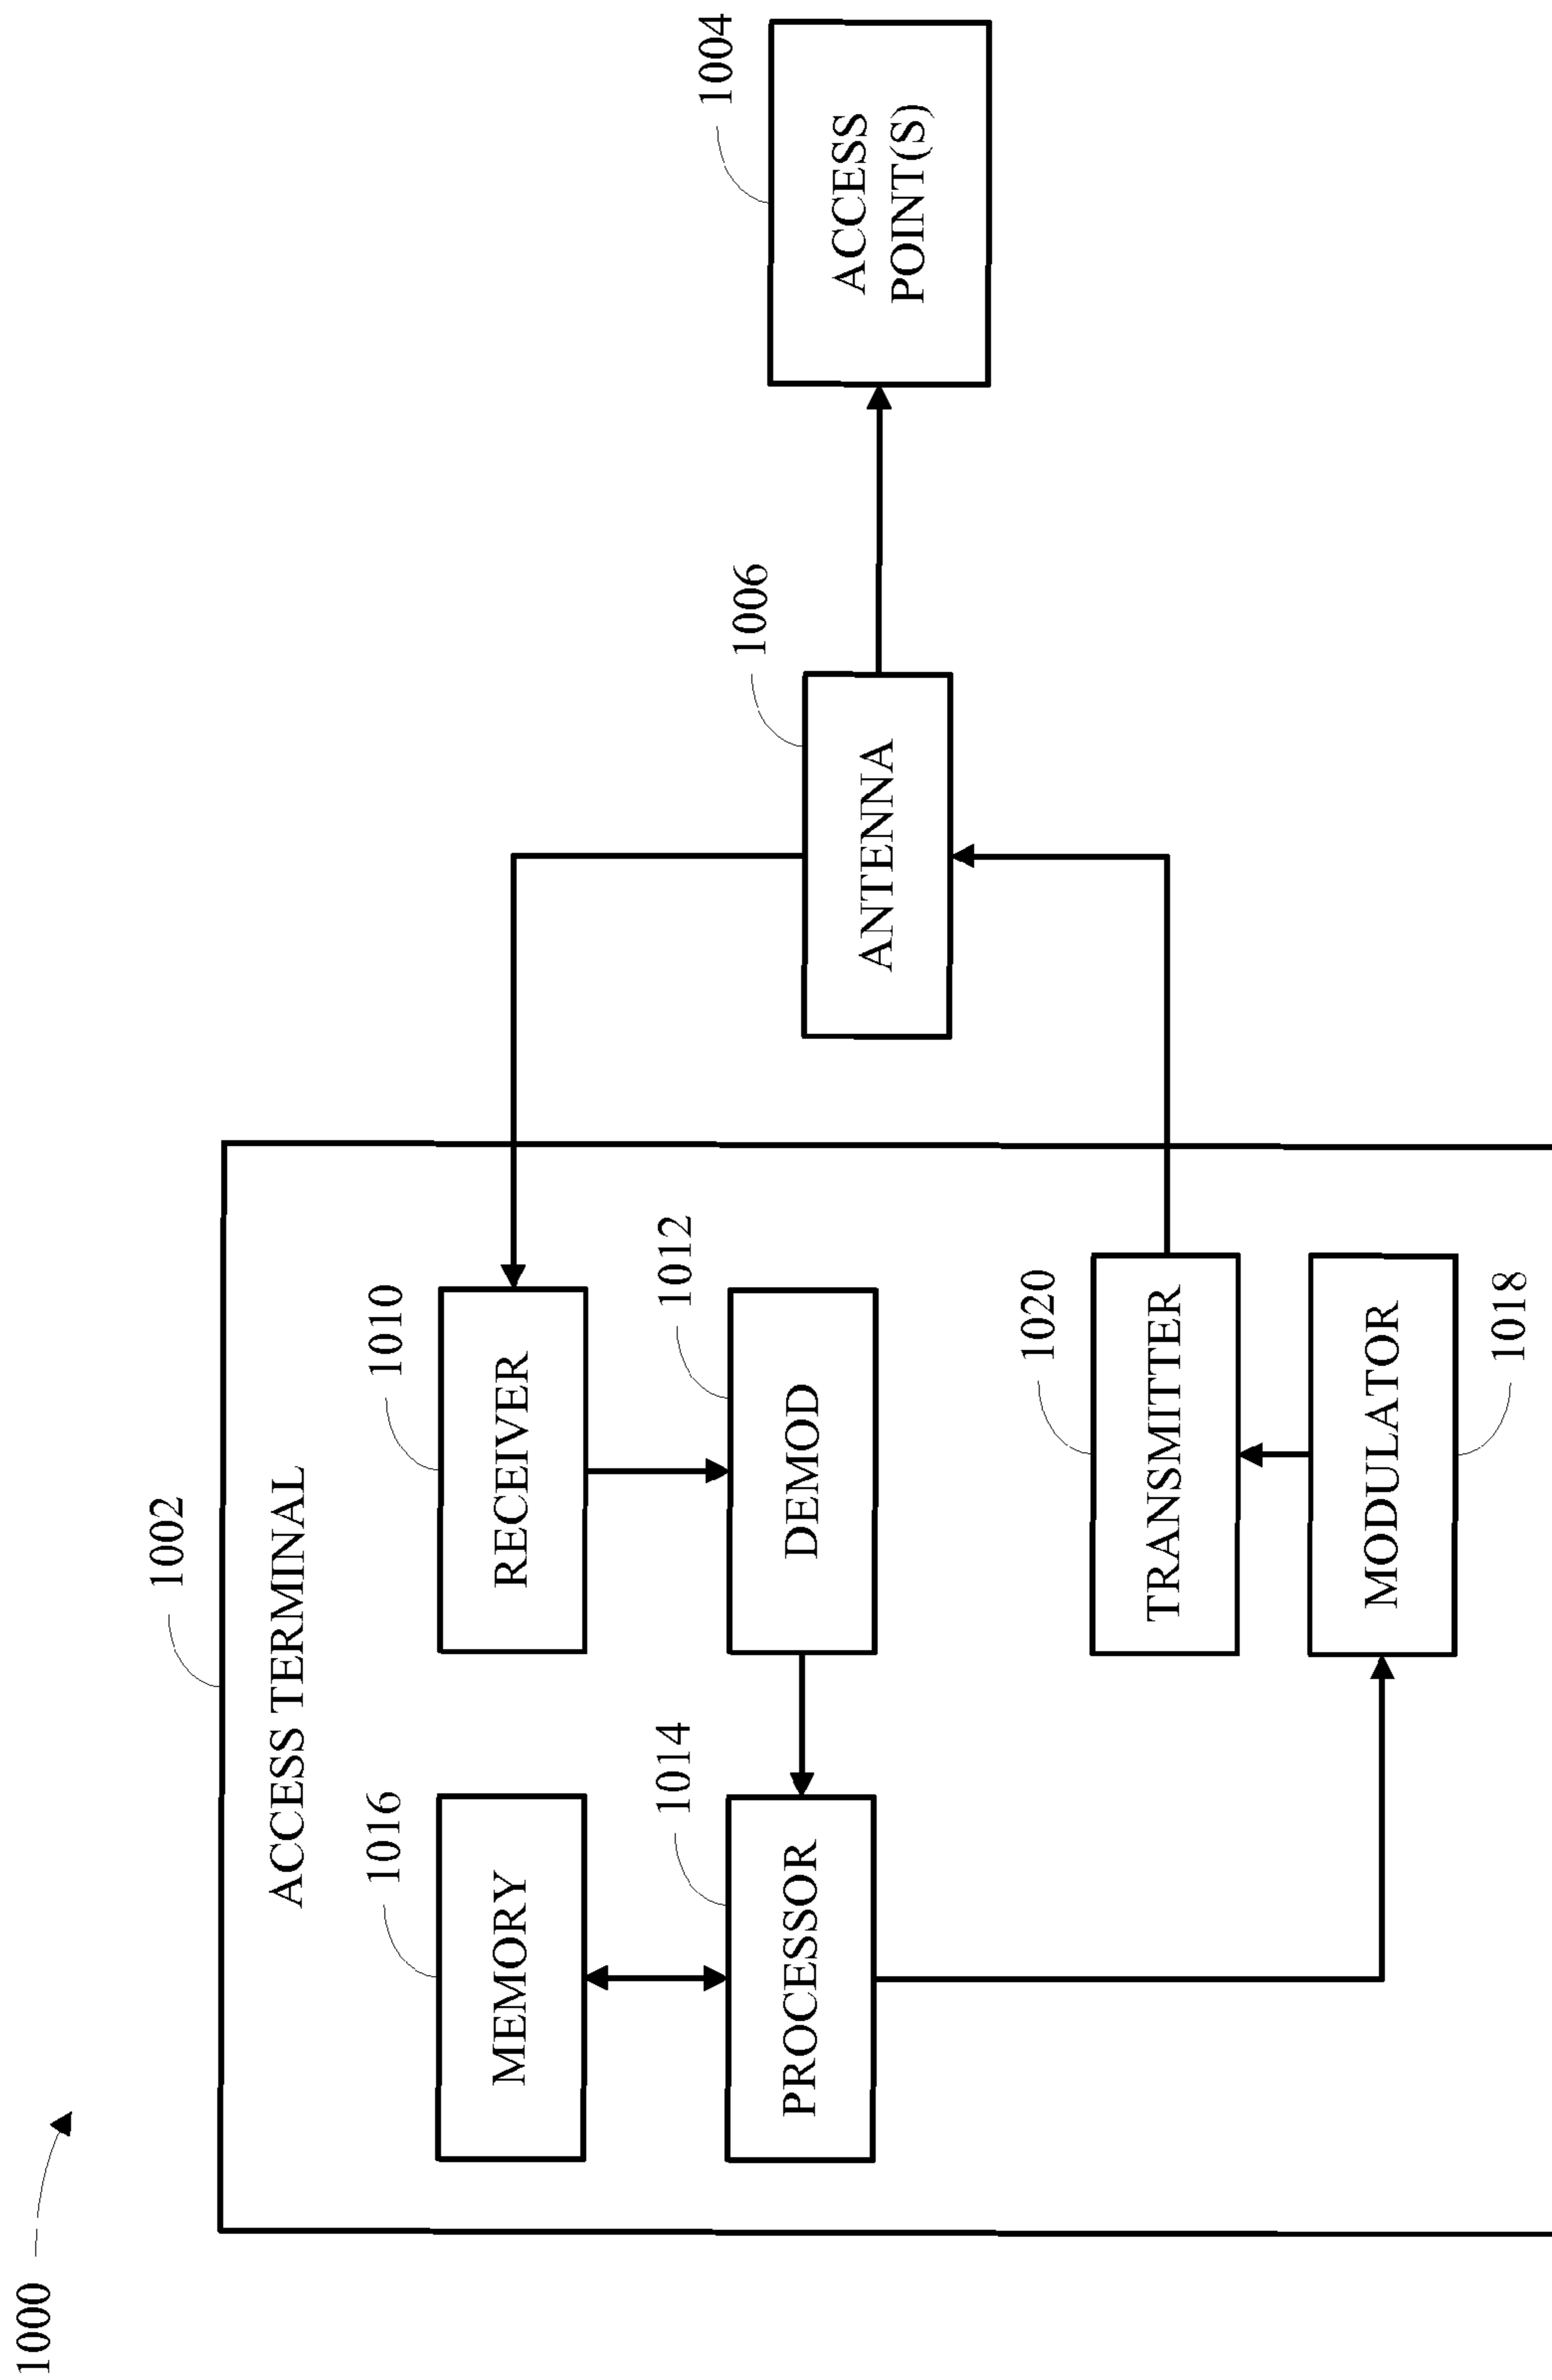 1000
1002
ACCESS TERMINAL
1016
MEMORY
1010
RECEIVER
1014
PROCESSOR
1012
DEMOD
1006
ANTENNA
1004
ACCESS
POINT(S)
1020
TRANSMITTER
MODULATOR
1018